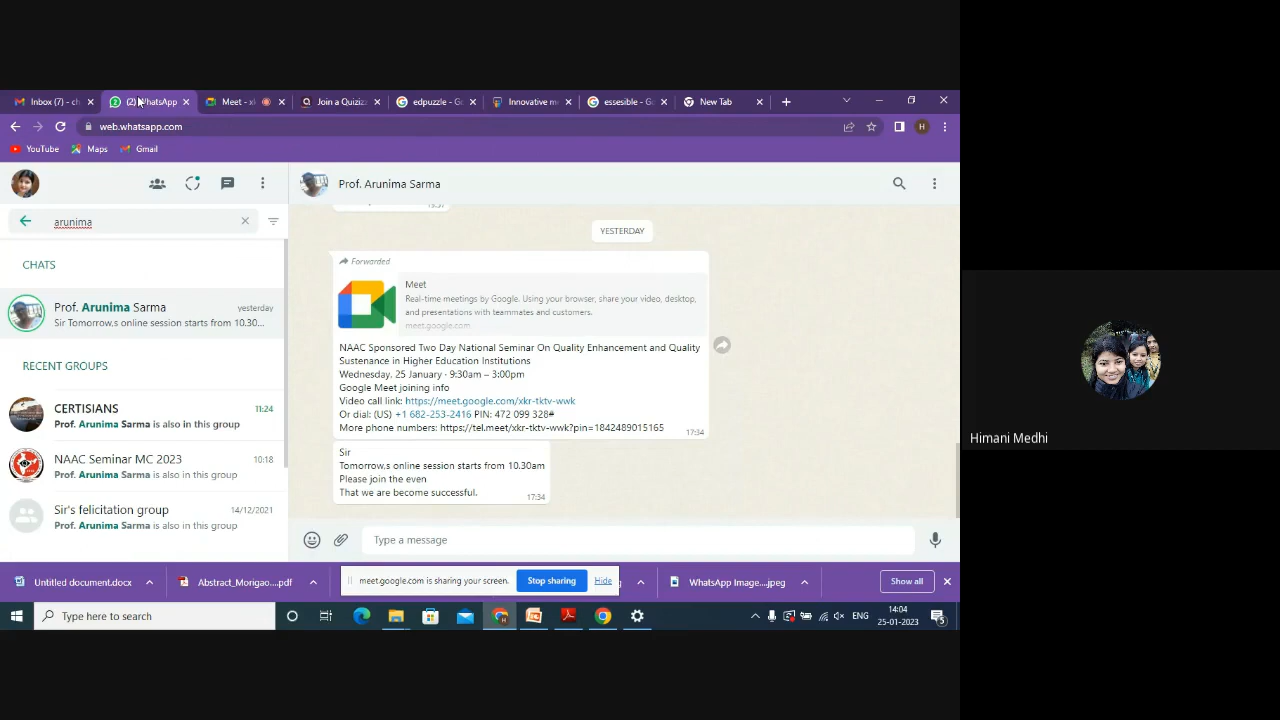 Inbox (7) - ch
(2) WhatsApp
Meet - xk
Join a Quiziz
edpuzzle - Go
Innovative m
essesible - Go
New Tab
web.whatsapp.com
H
YouTube
Maps
Gmail
Prof. Arunima Sarma
arunima
YESTERDAY
CHATS
Forwarded
Meet
Real-time meetings by Google. Using your browser, share your video, desktop,
and presentations with teammates and customers.
meet.google.com
Prof. Arunima Sarma
yesterday
Sir Tomorrow,s online session starts from 10.30...
NAAC Sponsored Two Day National Seminar On Quality Enhancement and Quality
Sustenance in Higher Education Institutions
Wednesday, 25 January · 9:30am – 3:00pm
Google Meet joining info
Video call link: https://meet.google.com/xkr-tktv-wwk
Or dial: (US) +1 682-253-2416 PIN: 472 099 328#
More phone numbers: https://tel.meet/xkr-tktv-wwk?pin=1842489015165
17:34
RECENT GROUPS
CERTISIANS
11:24
Prof. Arunima Sarma is also in this group
NAAC Seminar MC 2023
10:18
Prof. Arunima Sarma is also in this group
Sir's felicitation group
14/12/2021
Prof. Arunima Sarma is also in this group
Sir
Tomorrow,s online session starts from 10.30am
Please join the even
That we are become successful.
17:34
Type a message
Himani Medhi
Untitled document.docx
Abstract_Morigao....pdf
meet.google.com is sharing your screen.
Stop sharing
Hide
WhatsApp Image....jpeg
Show all
Type here to search
ENG
14:04
25-01-2023
5